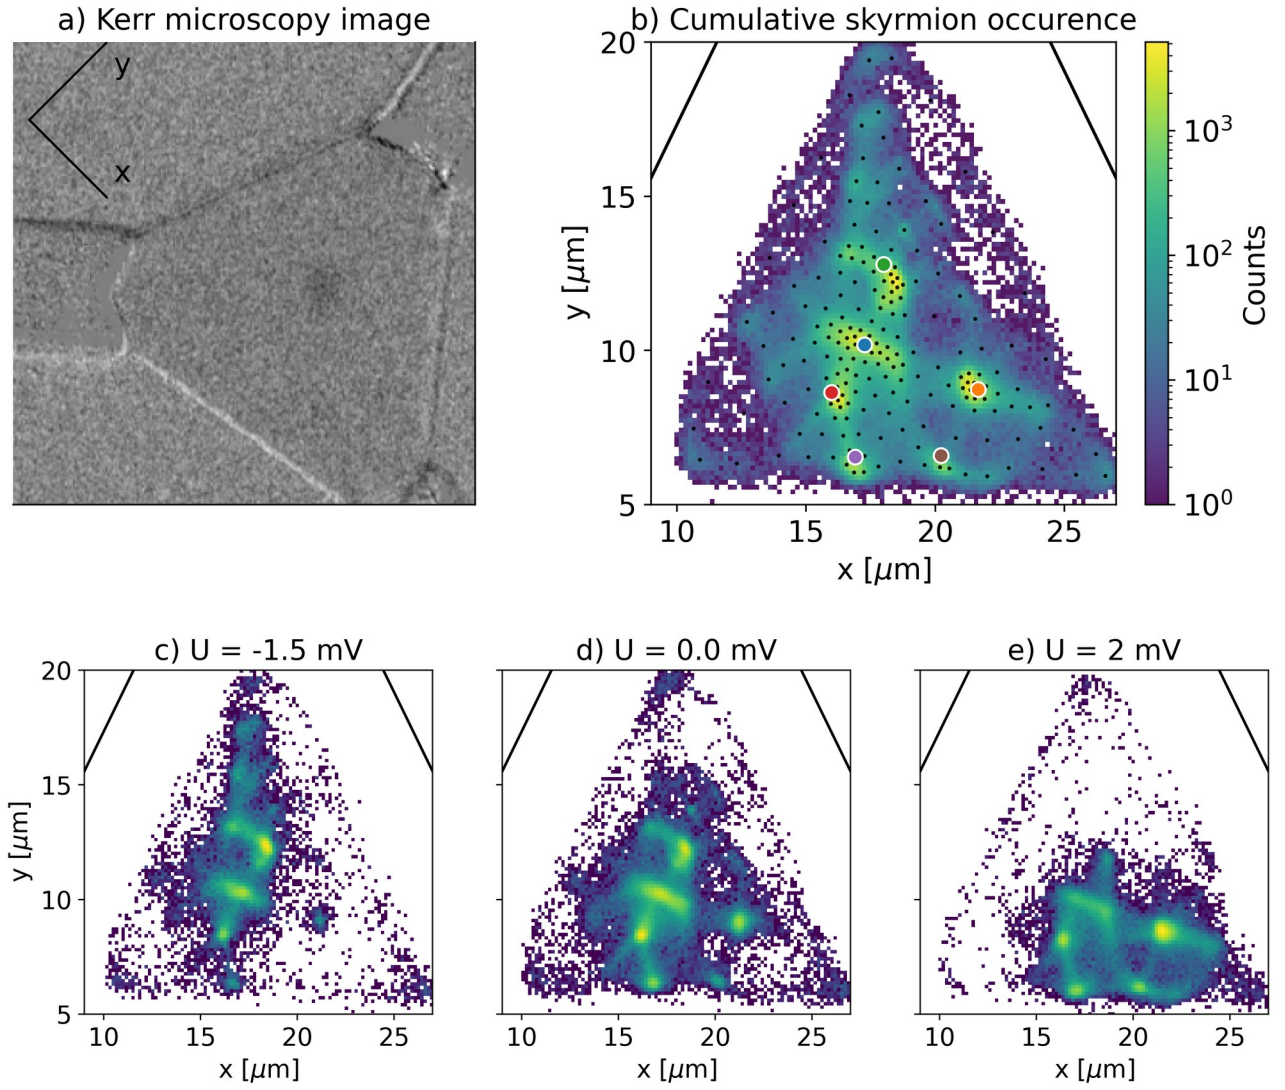 a) Kerr microscopy image
y
x
b) Cumulative skyrmion occurence
20
15
10
5
y [μm]
10 15 20 25
x [μm]
10³
10²
10¹
10⁰
Counts
c) U = -1.5 mV
20
15
10
5
y [μm]
10 15 20 25
x [μm]
d) U = 0.0 mV
10 15 20 25
x [μm]
e) U = 2 mV
10 15 20 25
x [μm]